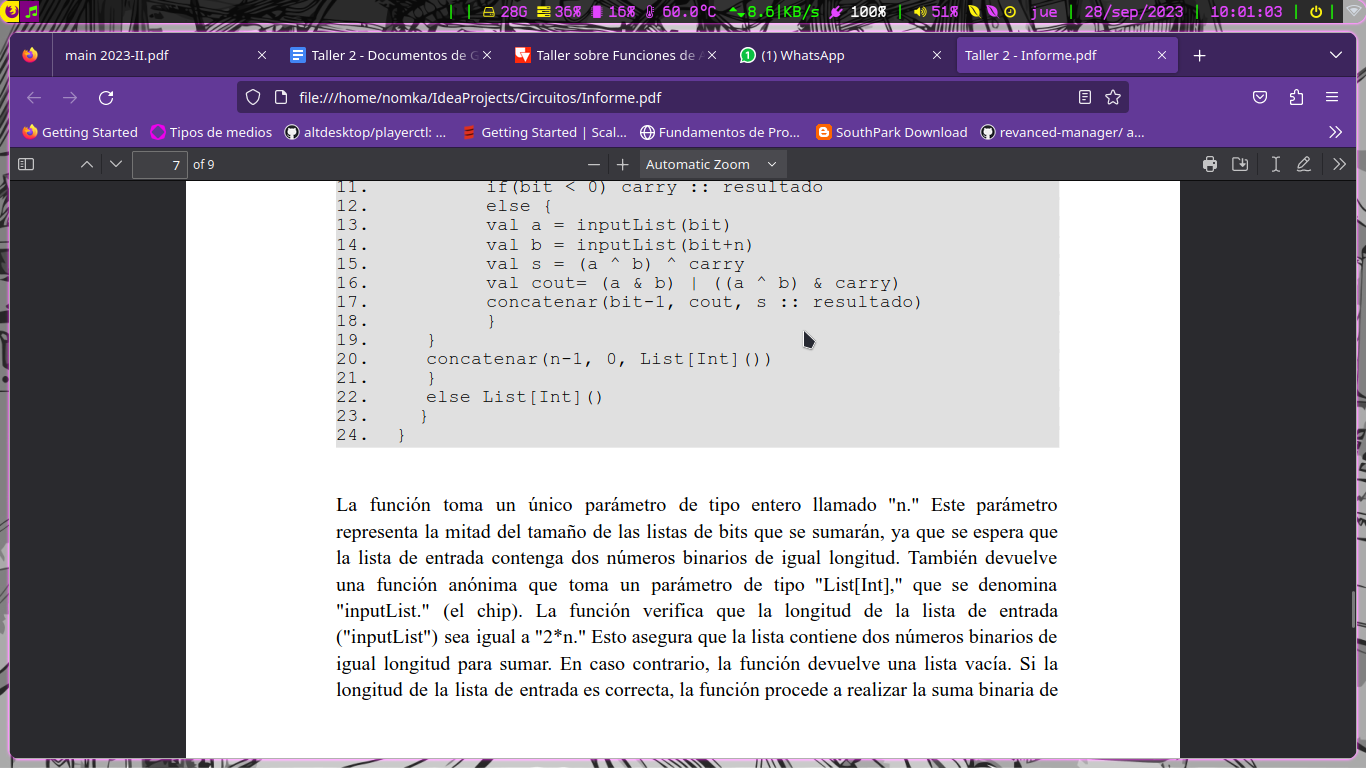 | | 28G 36% 16% 60.0°C 8.6|KB/s 100% | 51% jue | 28/sep/2023 | 10:01:03 | |
main 2023-II.pdf
Taller 2 - Documentos de G
Taller sobre Funciones de A
(1) WhatsApp
Taller 2 - Informe.pdf
file:///home/nomka/IdeaProjects/Circuitos/Informe.pdf
Getting Started Tipos de medios altdesktop/playerctl: ... Getting Started | Scal... Fundamentos de Pro... SouthPark Download revanced-manager/ a...
7 of 9 Automatic Zoom
11. if(bit < 0) carry :: resultado
12. else {
13. val a = inputList(bit)
14. val b = inputList(bit+n)
15. val s = (a ^ b) ^ carry
16. val cout= (a & b) | ((a ^ b) & carry)
17. concatenar(bit-1, cout, s :: resultado)
18. }
19. }
20. concatenar(n-1, 0, List[Int]())
21. }
22. else List[Int]()
23. }
24. }
La función toma un único parámetro de tipo entero llamado "n." Este parámetro
representa la mitad del tamaño de las listas de bits que se sumarán, ya que se espera que
la lista de entrada contenga dos números binarios de igual longitud. También devuelve
una función anónima que toma un parámetro de tipo "List[Int]," que se denomina
"inputList." (el chip). La función verifica que la longitud de la lista de entrada
("inputList") sea igual a "2*n." Esto asegura que la lista contiene dos números binarios de
igual longitud para sumar. En caso contrario, la función devuelve una lista vacía. Si la
longitud de la lista de entrada es correcta, la función procede a realizar la suma binaria de